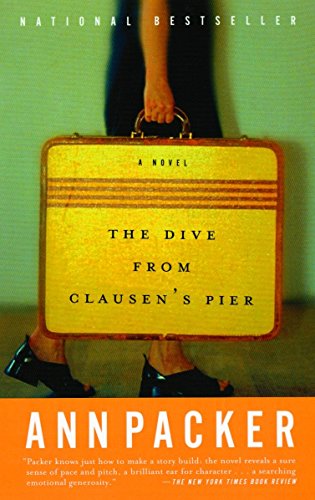 NATIONAL BESTSELLER
A NOVEL
THE DIVE
FROM
CLAUSEN'S PIER
ANN PACKER
"Packer knows just how to make a story build: the novel reveals a sure
sense of pace and pitch, a brilliant ear for character . . . a searching
emotional generosity." —THE NEW YORK TIMES BOOK REVIEW